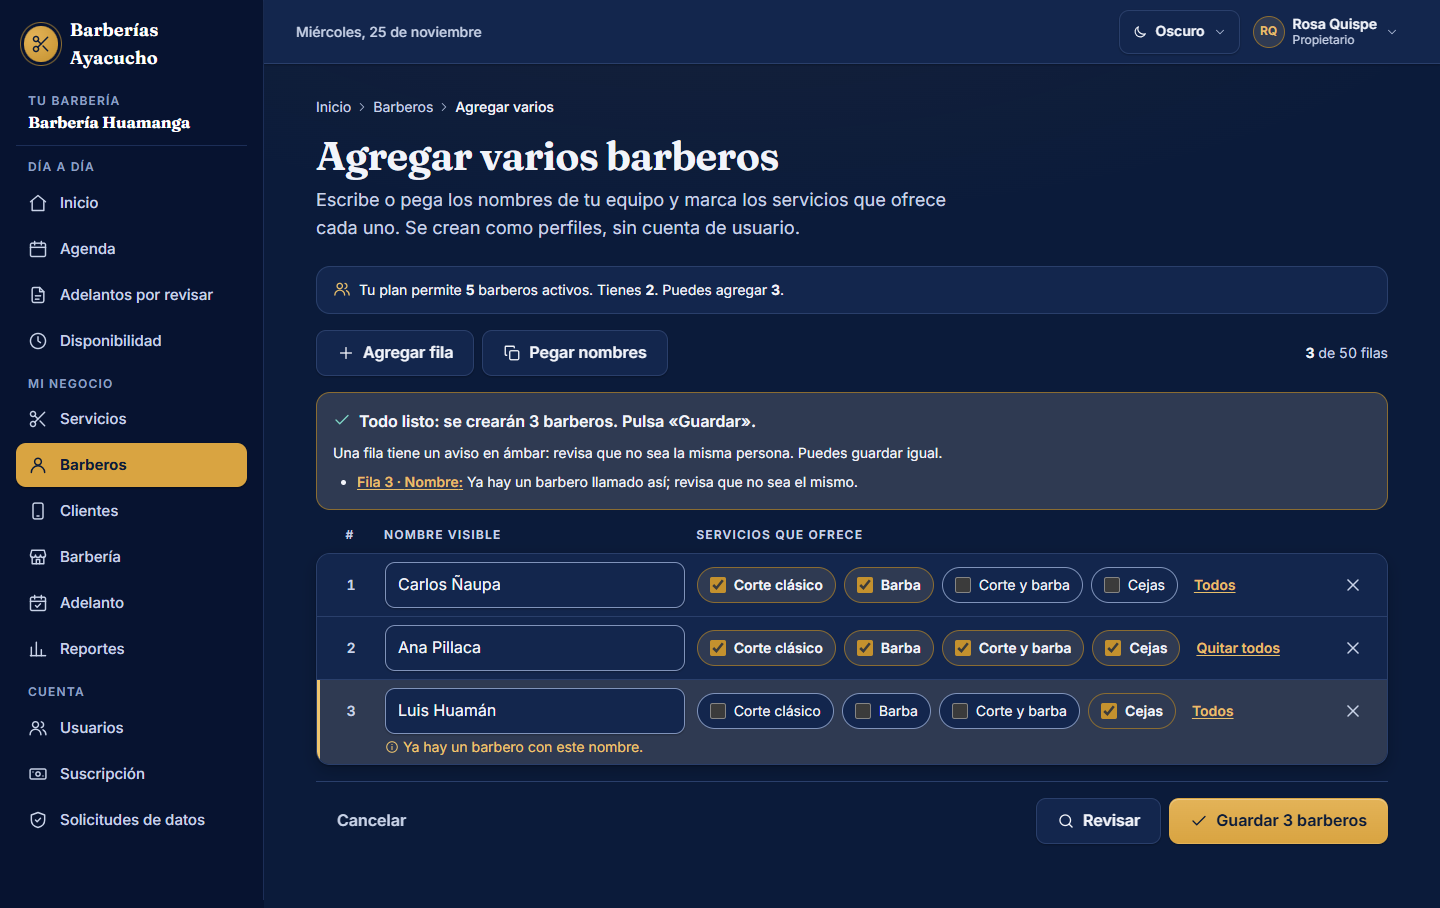 Barberías
Ayacucho
TU BARBERÍA
Barbería Huamanga
DÍA A DÍA
Inicio
Agenda
Adelantos por revisar
Disponibilidad
MI NEGOCIO
Servicios
Barberos
Clientes
Barbería
Adelanto
Reportes
CUENTA
Usuarios
Suscripción
Solicitudes de datos
Miércoles, 25 de noviembre
Oscuro
RQ
Rosa Quispe
Propietario
Inicio > Barberos > Agregar varios
Agregar varios barberos
Escribe o pega los nombres de tu equipo y marca los servicios que ofrece
cada uno. Se crean como perfiles, sin cuenta de usuario.
Tu plan permite 5 barberos activos. Tienes 2. Puedes agregar 3.
Agregar fila
Pegar nombres
3 de 50 filas
Todo listo: se crearán 3 barberos. Pulsa «Guardar».
Una fila tiene un aviso en ámbar: revisa que no sea la misma persona. Puedes guardar igual.
• Fila 3 · Nombre: Ya hay un barbero llamado así; revisa que no sea el mismo.
# NOMBRE VISIBLE SERVICIOS QUE OFRECE
1 Carlos Ñaupa Corte clásico Barba Corte y barba Cejas Todos
2 Ana Pillaca Corte clásico Barba Corte y barba Cejas Quitar todos
3 Luis Huamán Corte clásico Barba Corte y barba Cejas Todos
Ya hay un barbero con este nombre.
Cancelar
Revisar
Guardar 3 barberos